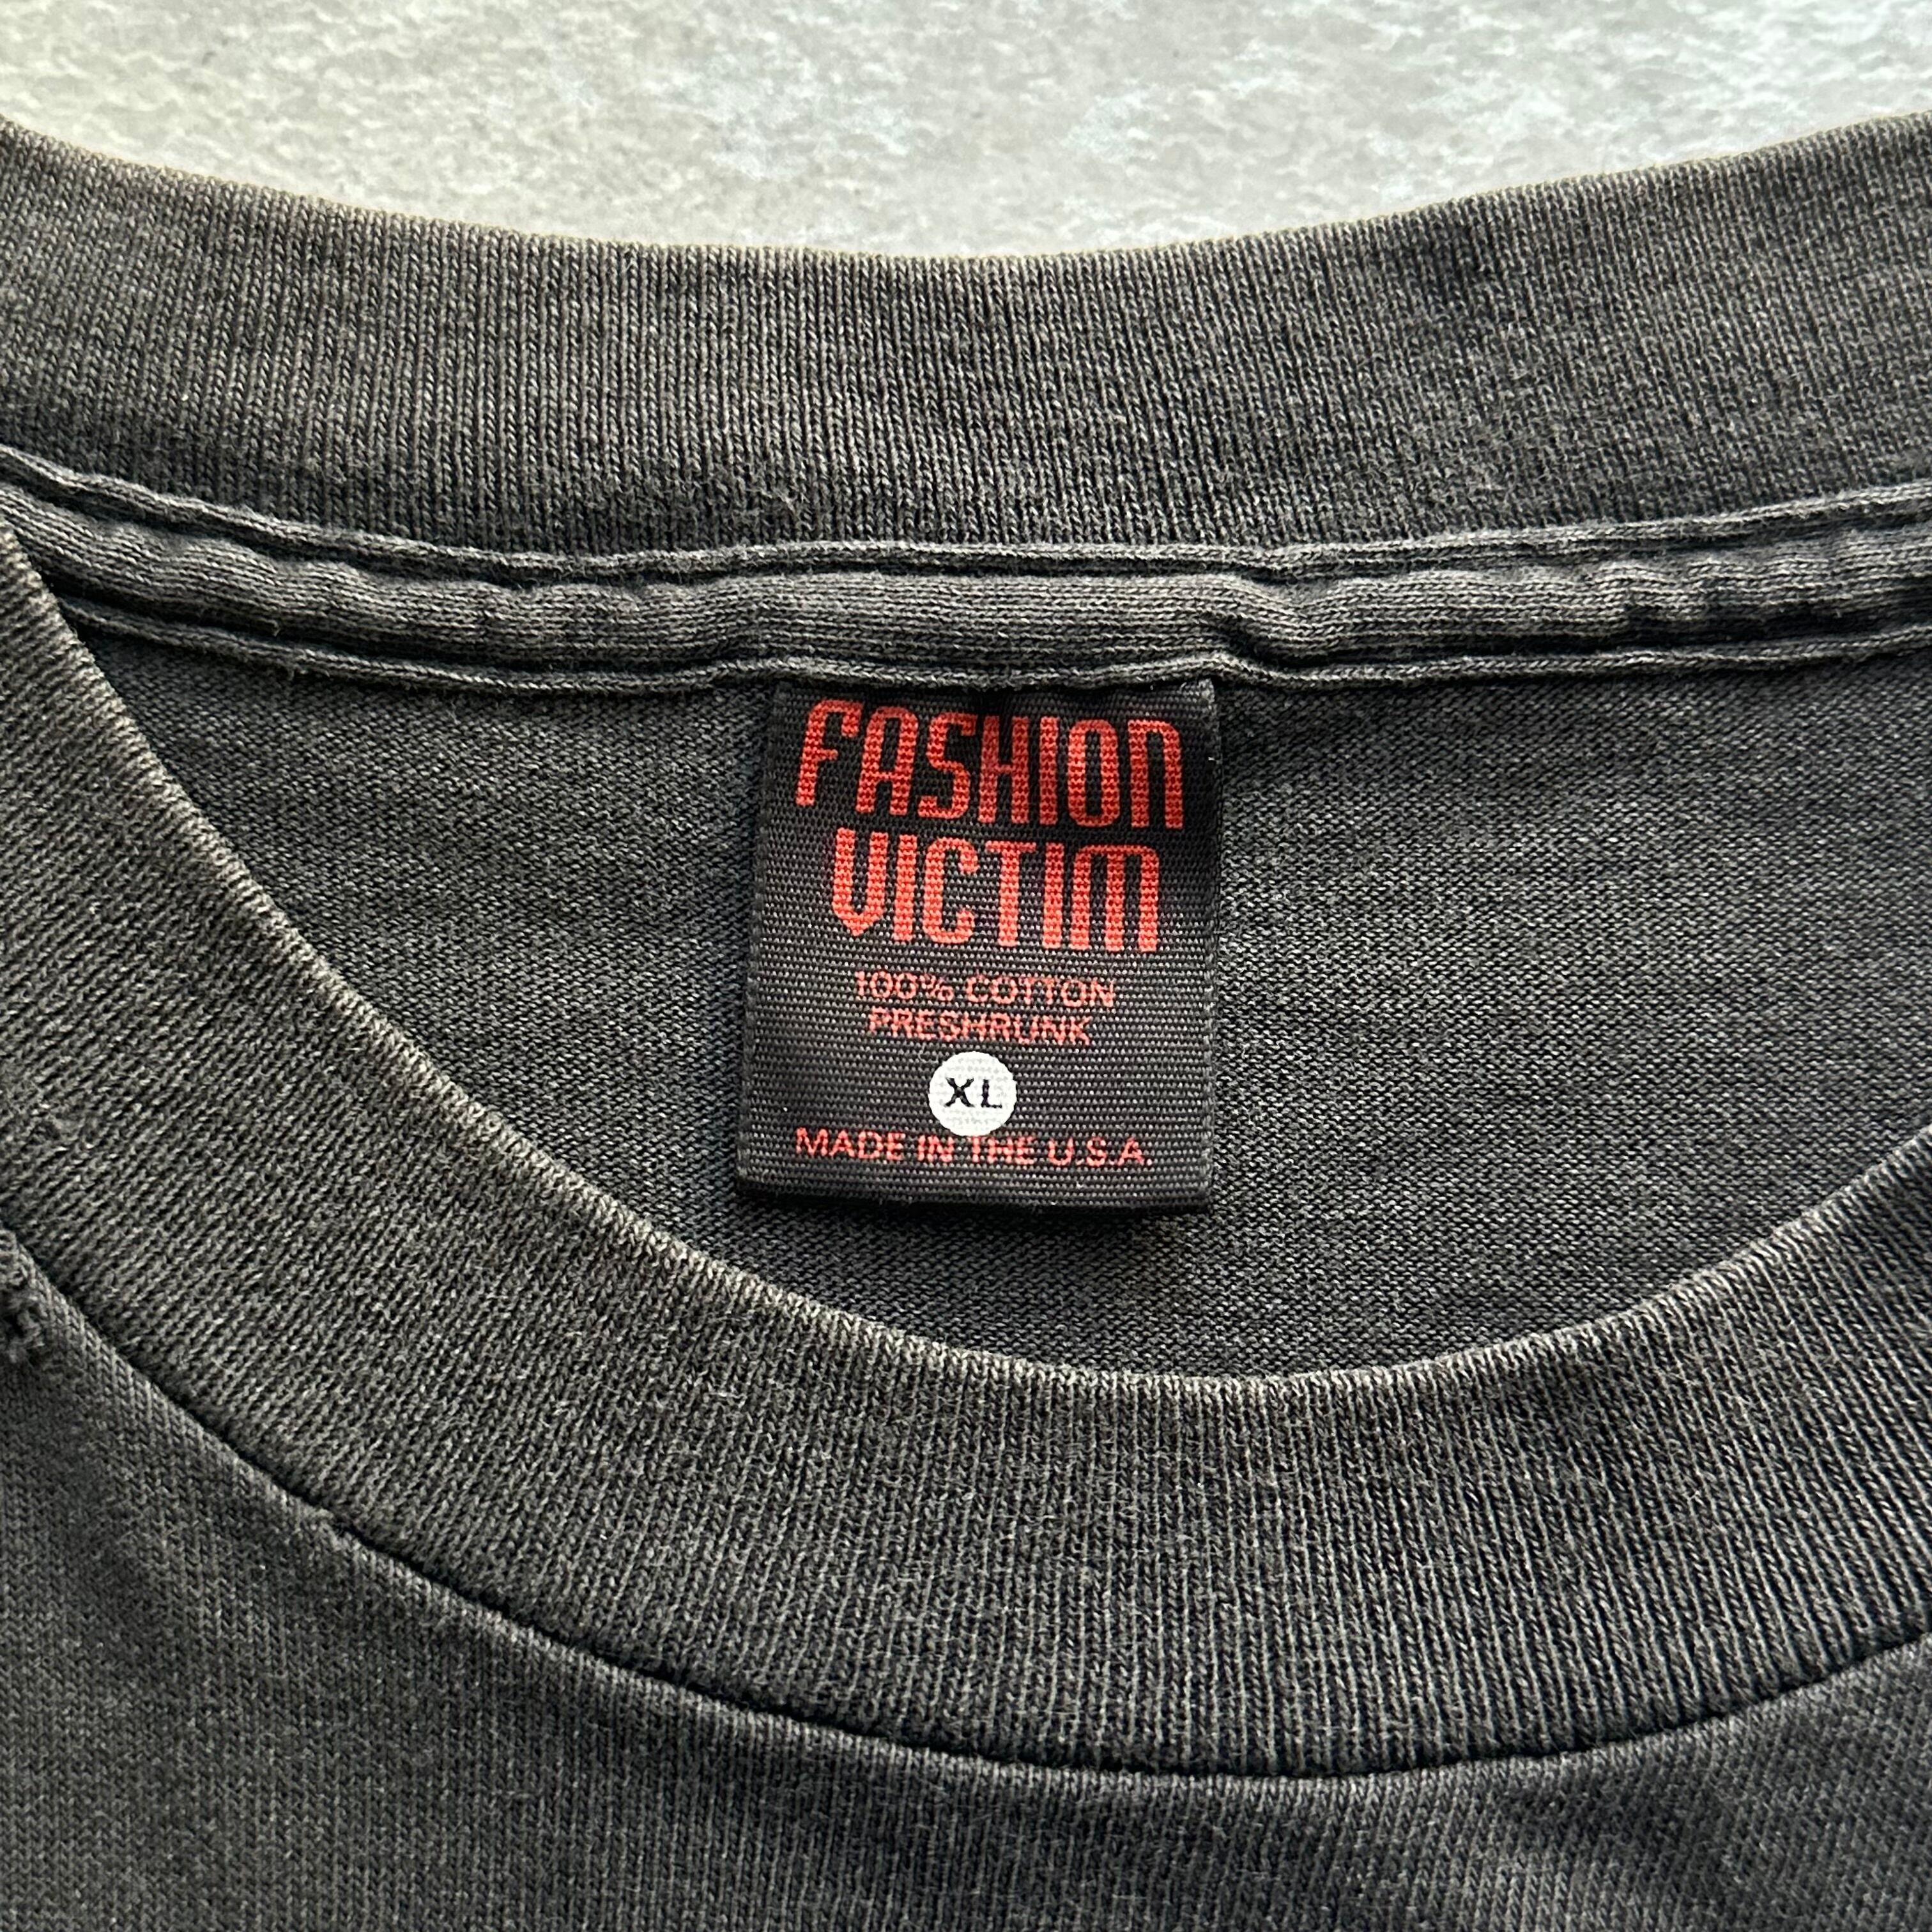 FASHION
VICTIM
100% COTTON
PRESHRUNK
XL
MADE IN THE U.S.A.